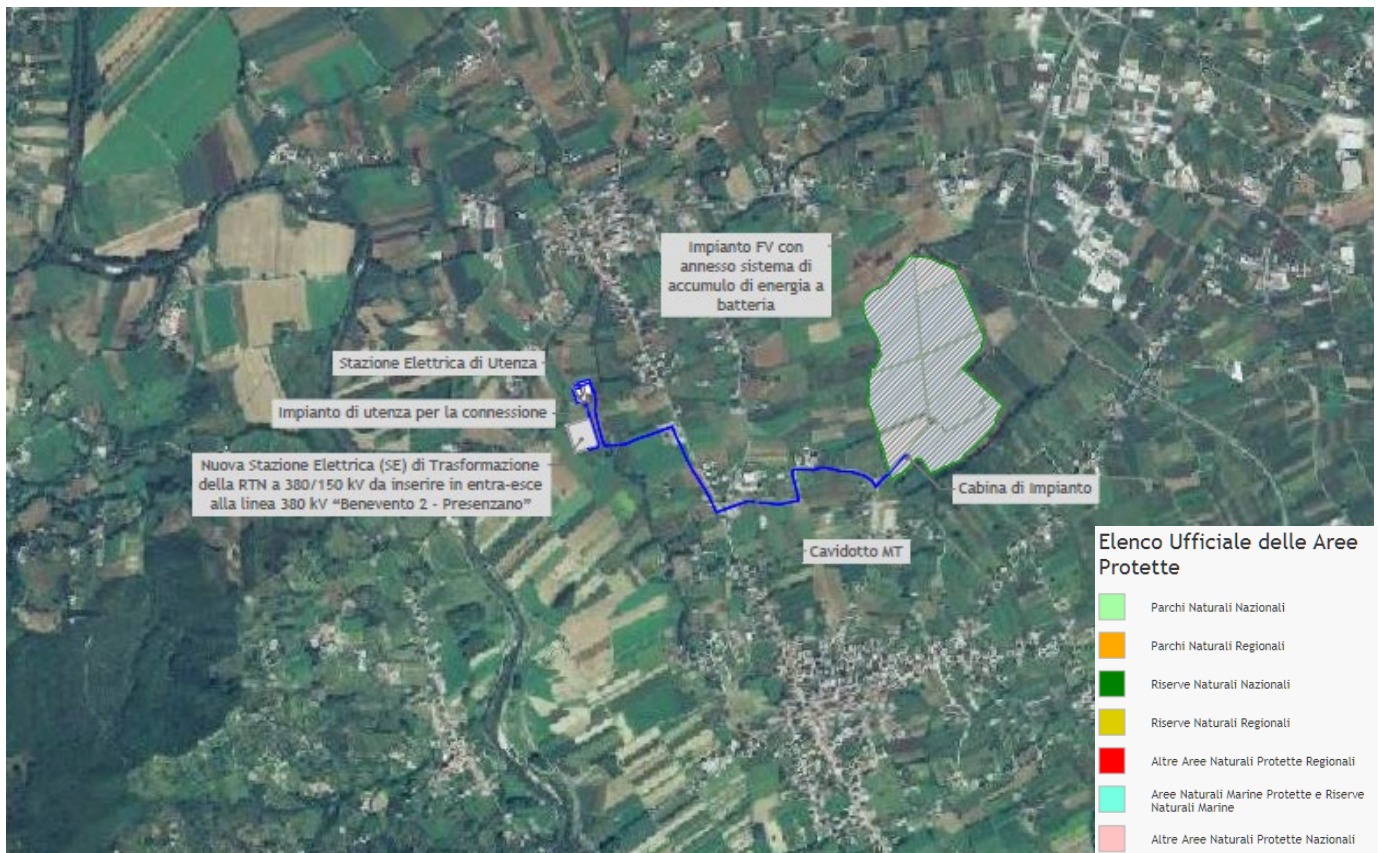 Impianto FV con
annesso sistema di
accumulo di energia a
batteria
Stazione Elettrica di Utenza
Impianto di utenza per la connessione
Nuova Stazione Elettrica (SE) di Trasformazione
della RTN a 380/150 kV da inserire in entra-esce
alla linea 380 kV “Benevento 2 - Presenzano”
Cabina di Impianto
Cavidotto MT
Elenco Ufficiale delle Aree
Protette
Parchi Naturali Nazionali
Parchi Naturali Regionali
Riserve Naturali Nazionali
Riserve Naturali Regionali
Altre Aree Naturali Protette Regionali
Aree Naturali Marine Protette e Riserve
Naturali Marine
Altre Aree Naturali Protette Nazionali